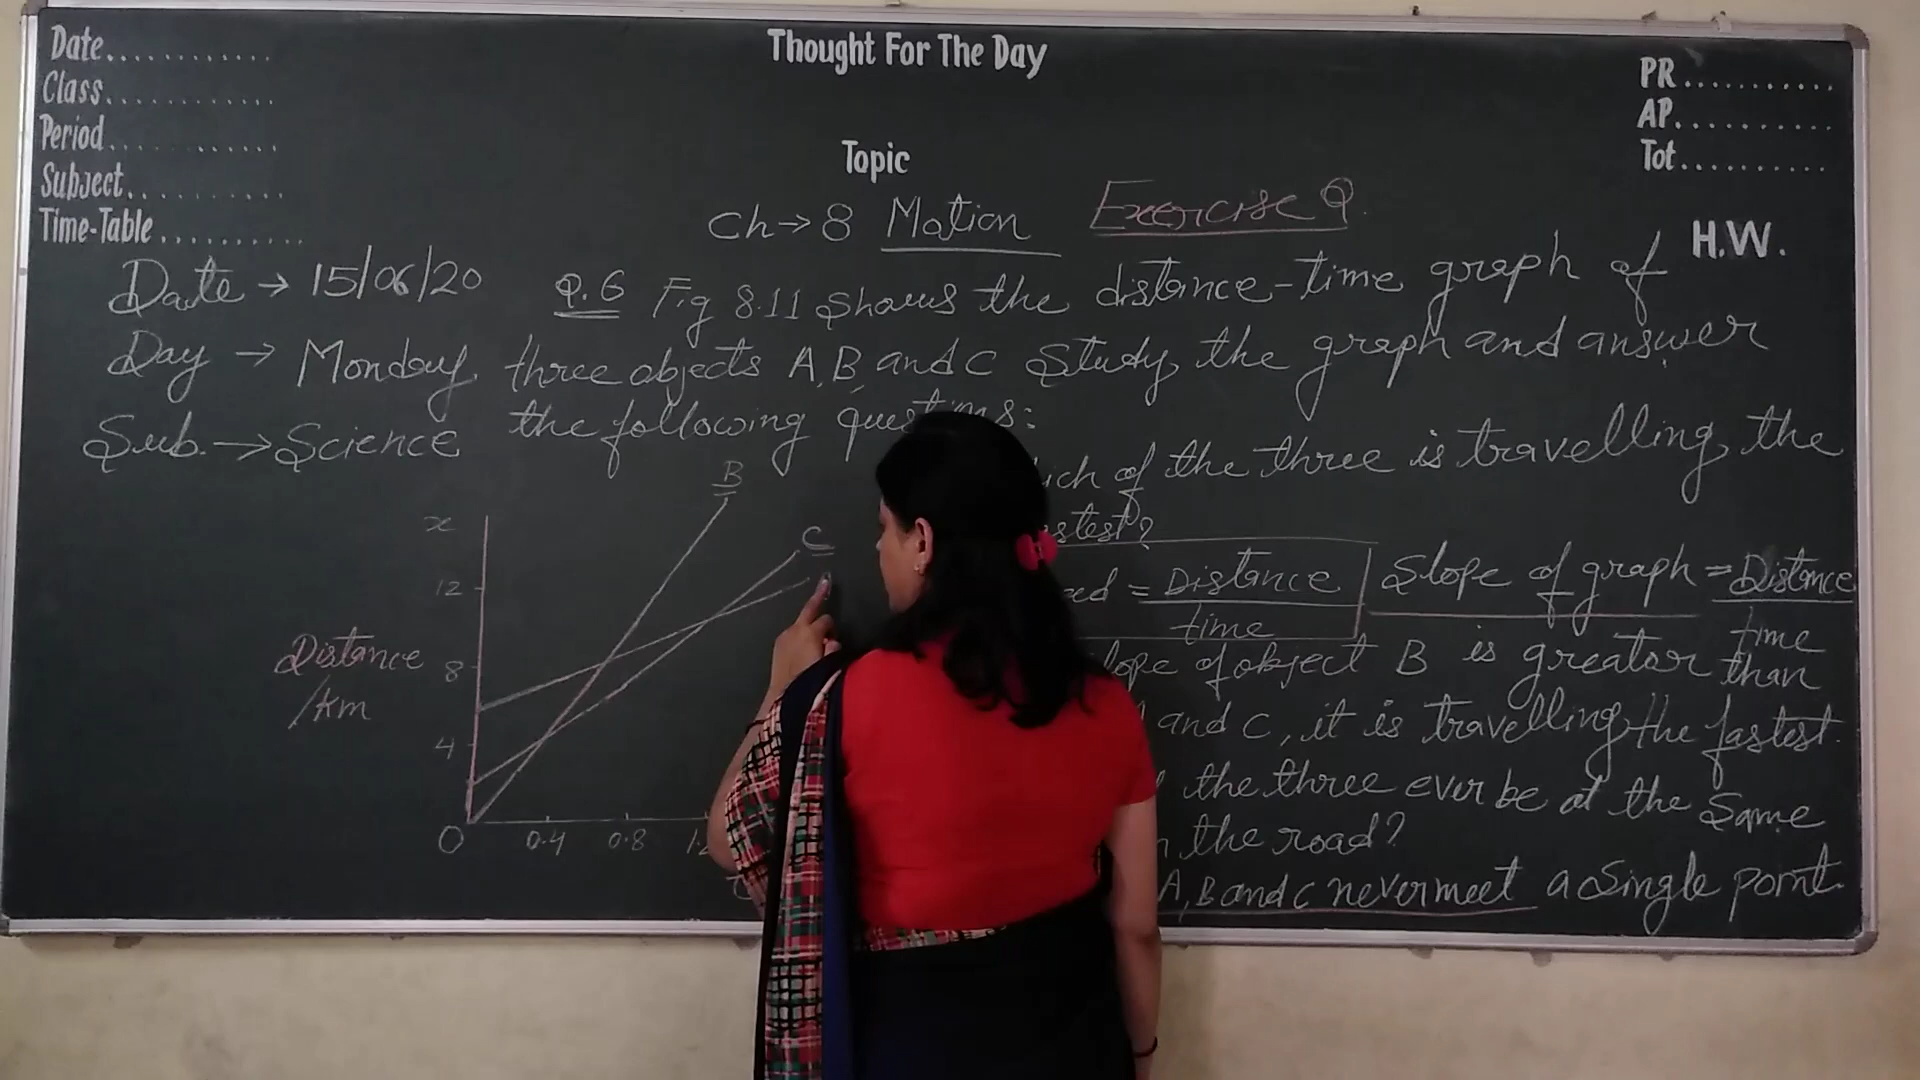 Thought For The Day
Date............
Class............
Period............
Subject............
Time-Table..........
PR...........
AP..........
Tot..........
Topic
Ch → 8 Motion Exercise Q.
H.W.
Date → 15/06/20
Day → Monday
Sub. → Science
Q.6 Fig 8.11 Shows the distance-time graph of
three objects A, B, and C Study the graph and answer
the following questions:
of the three is travelling the
= Distance
time
Slope of graph = Distance
time
of object B is greater than
and C, it is travelling the fastest.
the three ever be at the Same
the road?
A, B and C never meet a Single point.
B
C
x
12
8
4
O
Distance
/km
0.4 0.8